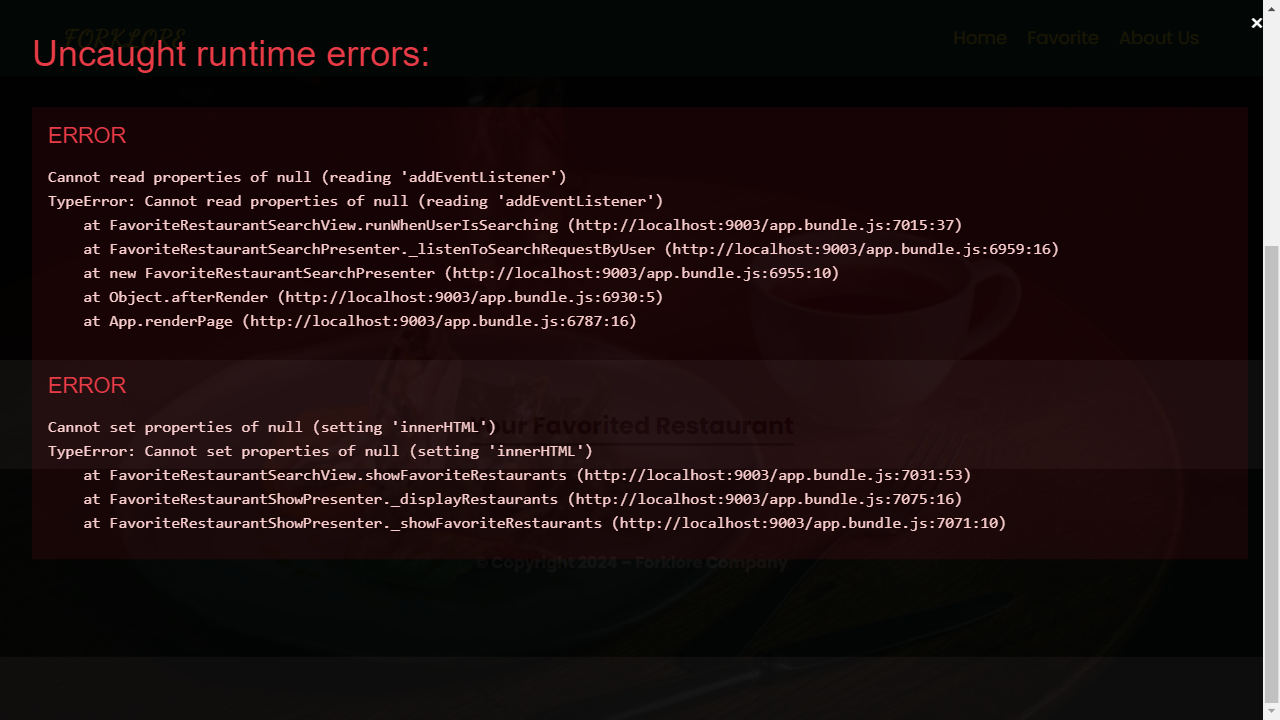 FORKLORE
Home Favorite About Us
×
Uncaught runtime errors:
ERROR
Cannot read properties of null (reading 'addEventListener')
TypeError: Cannot read properties of null (reading 'addEventListener')
at FavoriteRestaurantSearchView.runWhenUserIsSearching (http://localhost:9003/app.bundle.js:7015:37)
at FavoriteRestaurantSearchPresenter._listenToSearchRequestByUser (http://localhost:9003/app.bundle.js:6959:16)
at new FavoriteRestaurantSearchPresenter (http://localhost:9003/app.bundle.js:6955:10)
at Object.afterRender (http://localhost:9003/app.bundle.js:6930:5)
at App.renderPage (http://localhost:9003/app.bundle.js:6787:16)
ERROR
Your Favorited Restaurant
Cannot set properties of null (setting 'innerHTML')
TypeError: Cannot set properties of null (setting 'innerHTML')
at FavoriteRestaurantSearchView.showFavoriteRestaurants (http://localhost:9003/app.bundle.js:7031:53)
at FavoriteRestaurantShowPresenter._displayRestaurants (http://localhost:9003/app.bundle.js:7075:16)
at FavoriteRestaurantShowPresenter._showFavoriteRestaurants (http://localhost:9003/app.bundle.js:7071:10)
© Copyright 2024 – Forklore Company